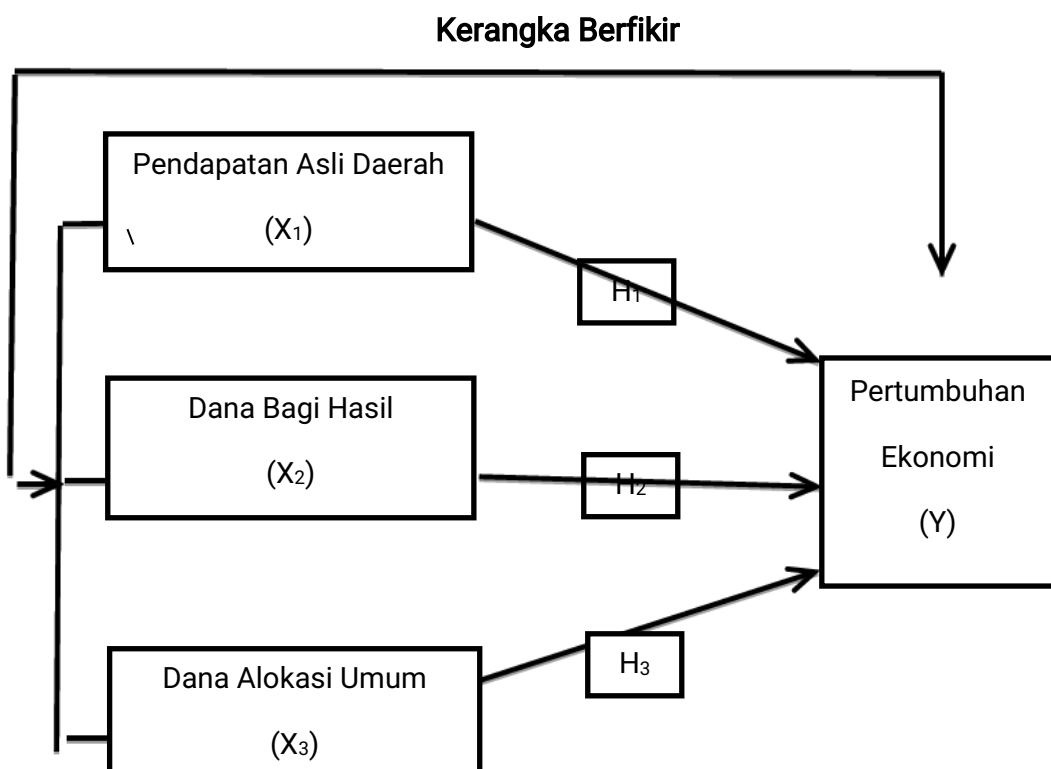 Kerangka Berfikir
Pendapatan Asli Daerah
\ (X₁)
H₁
Dana Bagi Hasil
(X₂)
H₂
Pertumbuhan
Ekonomi
(Y)
Dana Alokasi Umum
(X₃)
H₃